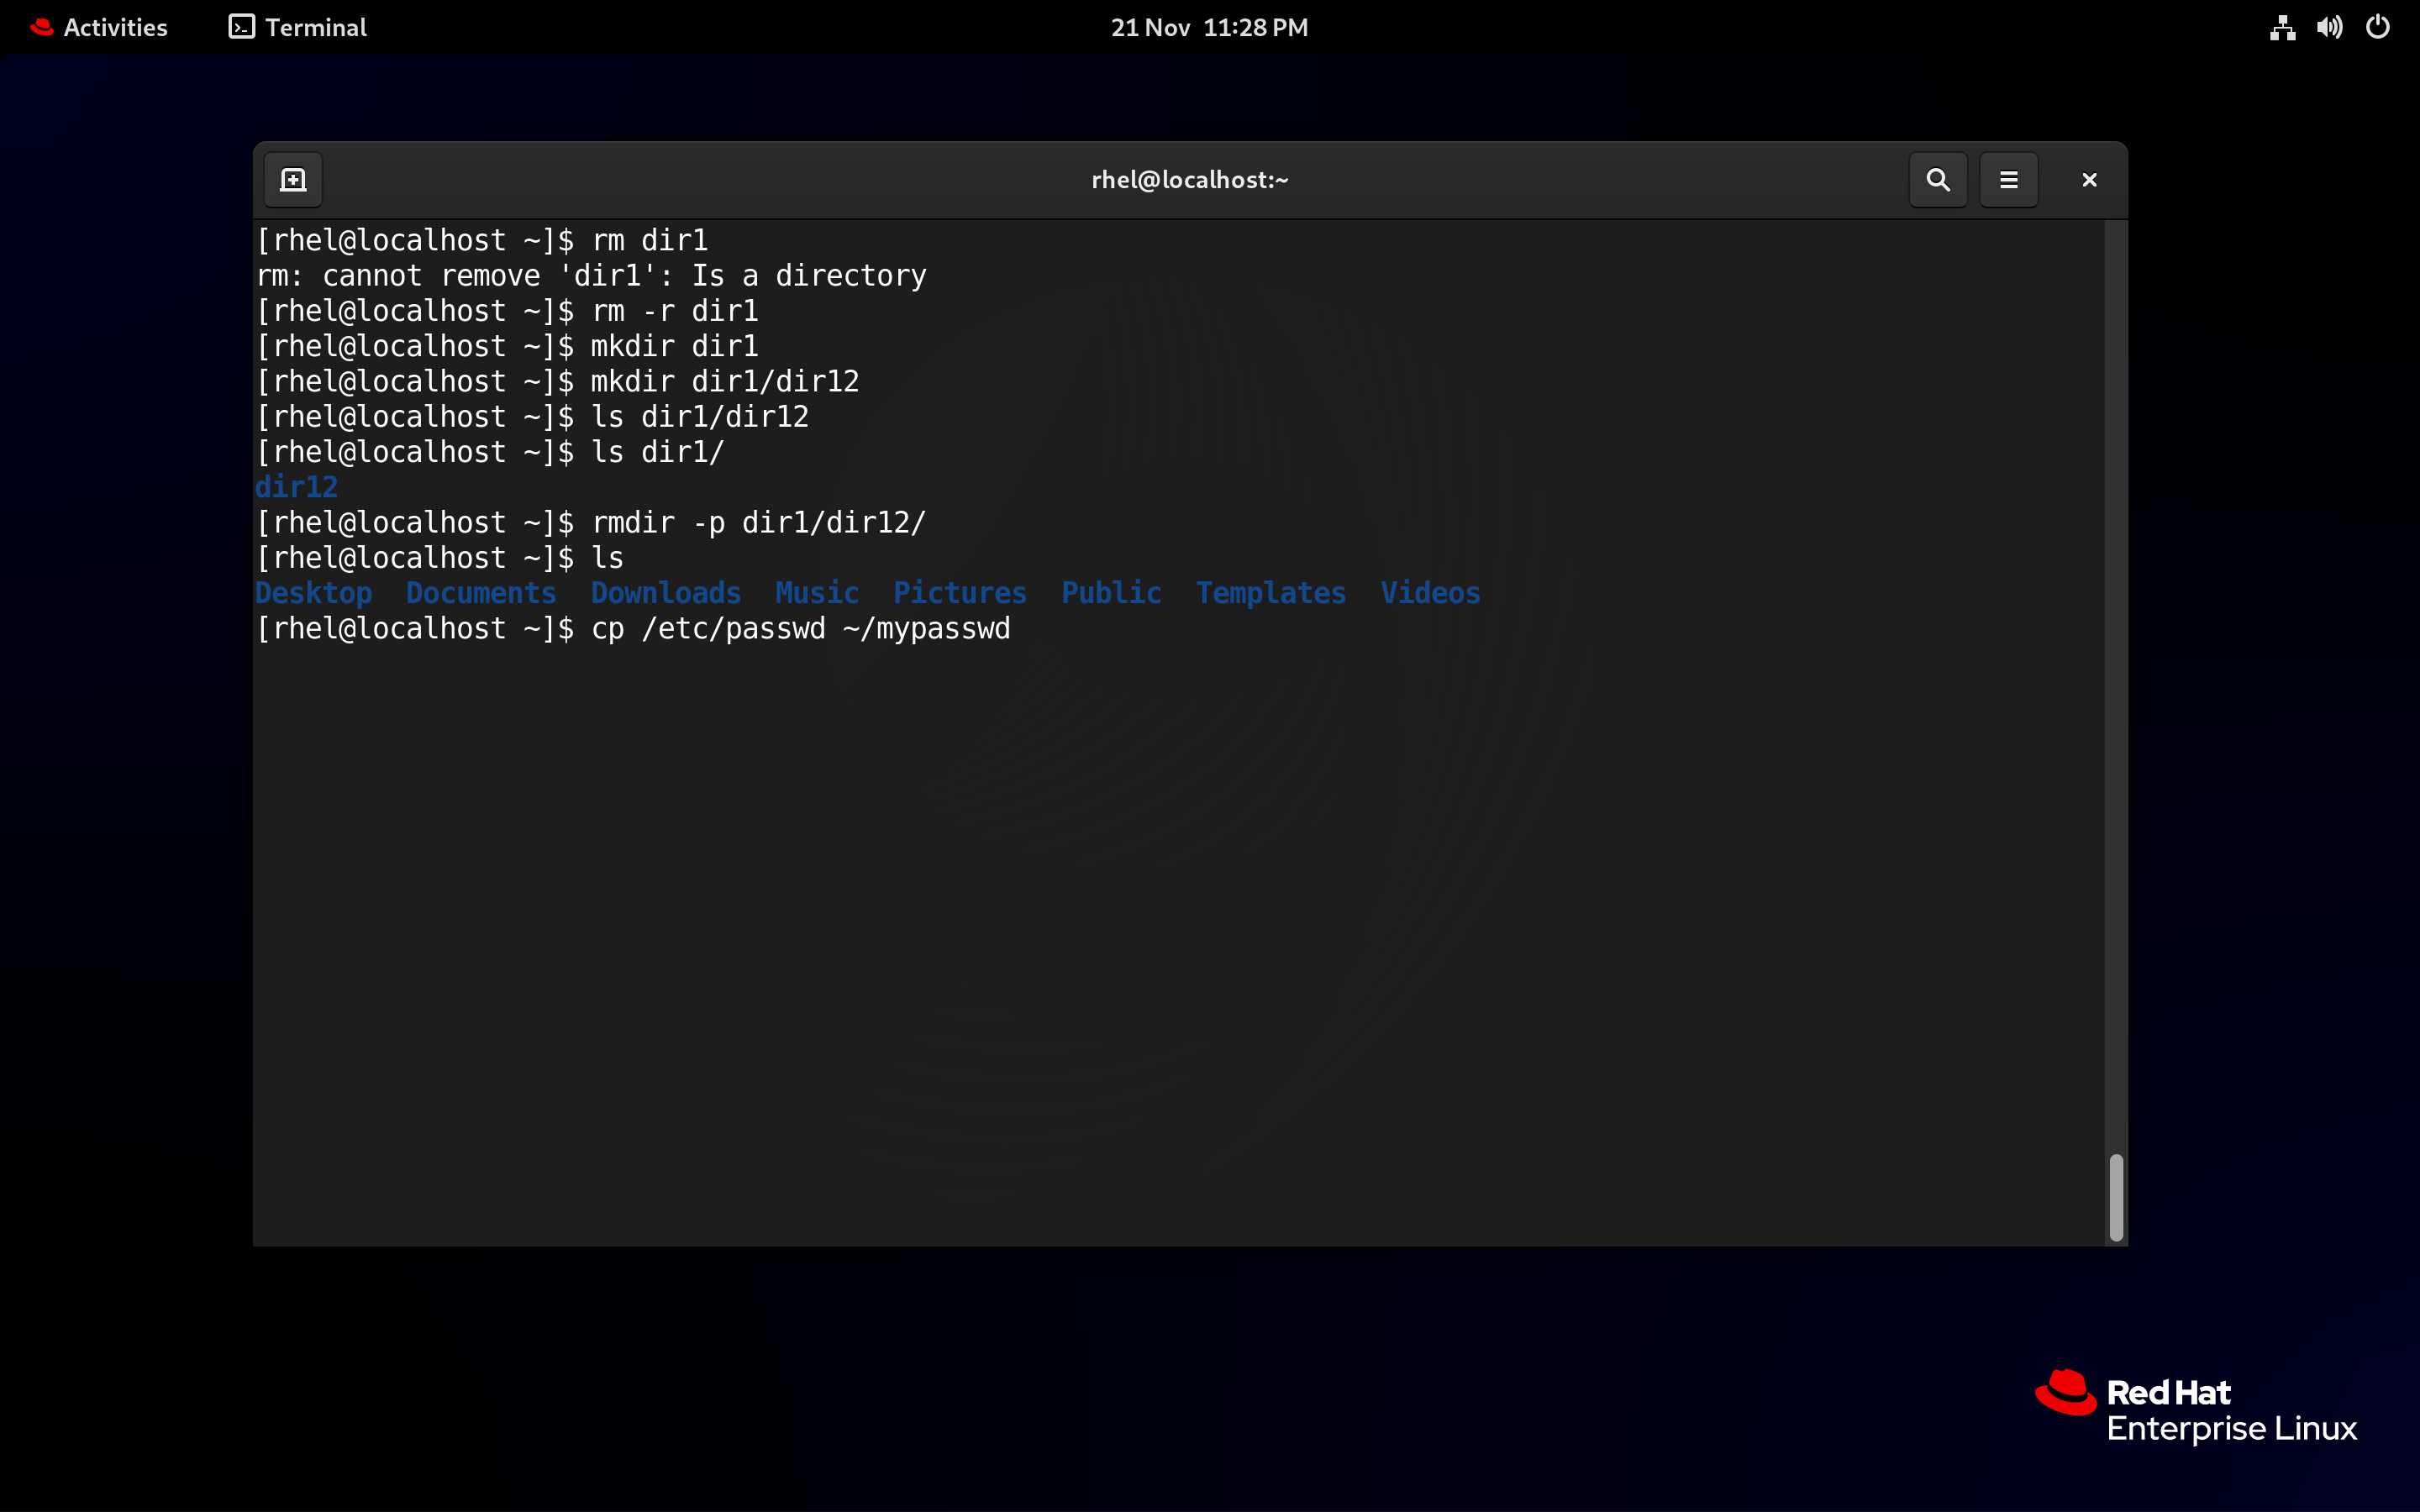 Activities Terminal 21 Nov 11:28 PM
rhel@localhost:~
[rhel@localhost ~]$ rm dir1
rm: cannot remove 'dir1': Is a directory
[rhel@localhost ~]$ rm -r dir1
[rhel@localhost ~]$ mkdir dir1
[rhel@localhost ~]$ mkdir dir1/dir12
[rhel@localhost ~]$ ls dir1/dir12
[rhel@localhost ~]$ ls dir1/
dir12
[rhel@localhost ~]$ rmdir -p dir1/dir12/
[rhel@localhost ~]$ ls
Desktop  Documents  Downloads  Music  Pictures  Public  Templates  Videos
[rhel@localhost ~]$ cp /etc/passwd ~/mypasswd
Red Hat
Enterprise Linux